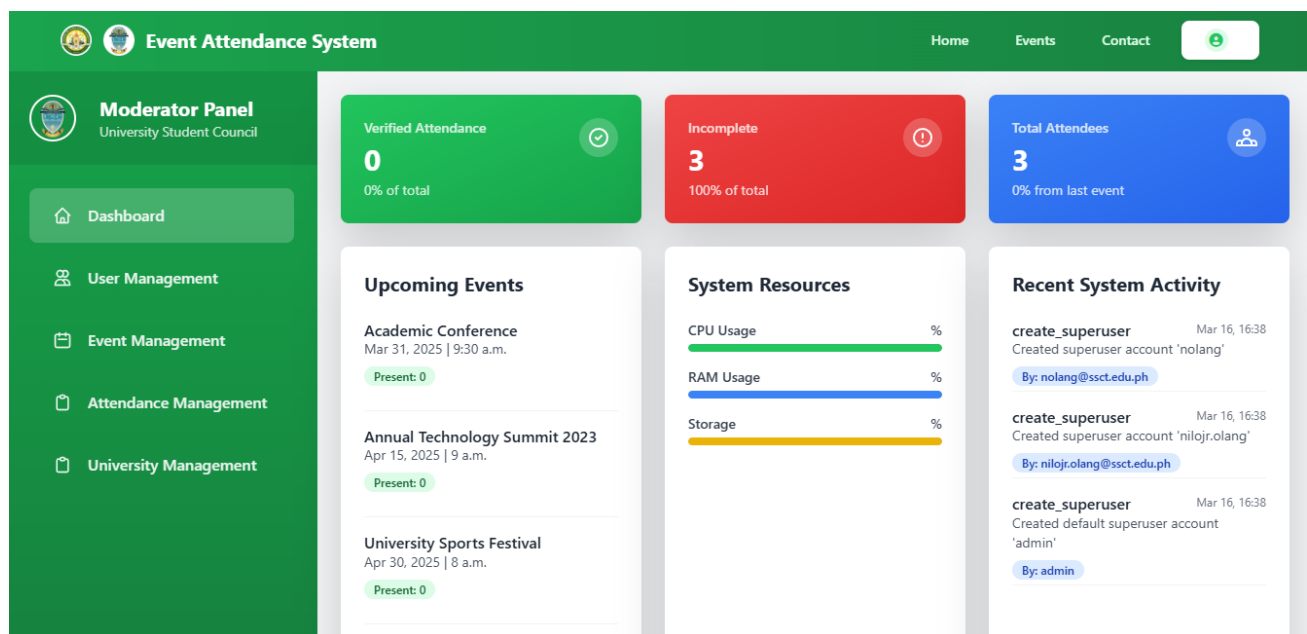 Event Attendance System
Home
Events
Contact
Moderator Panel
University Student Council
Dashboard
User Management
Event Management
Attendance Management
University Management
Verified Attendance
0
0% of total
Incomplete
3
100% of total
Total Attendees
3
0% from last event
Upcoming Events
Academic Conference
Mar 31, 2025 | 9:30 a.m.
Present: 0
Annual Technology Summit 2023
Apr 15, 2025 | 9 a.m.
Present: 0
University Sports Festival
Apr 30, 2025 | 8 a.m.
Present: 0
System Resources
CPU Usage %
RAM Usage %
Storage %
Recent System Activity
create_superuser Mar 16, 16:38
Created superuser account 'nolang'
By: nolang@ssct.edu.ph
create_superuser Mar 16, 16:38
Created superuser account 'nilojr.olang'
By: nilojr.olang@ssct.edu.ph
create_superuser Mar 16, 16:38
Created default superuser account
'admin'
By: admin